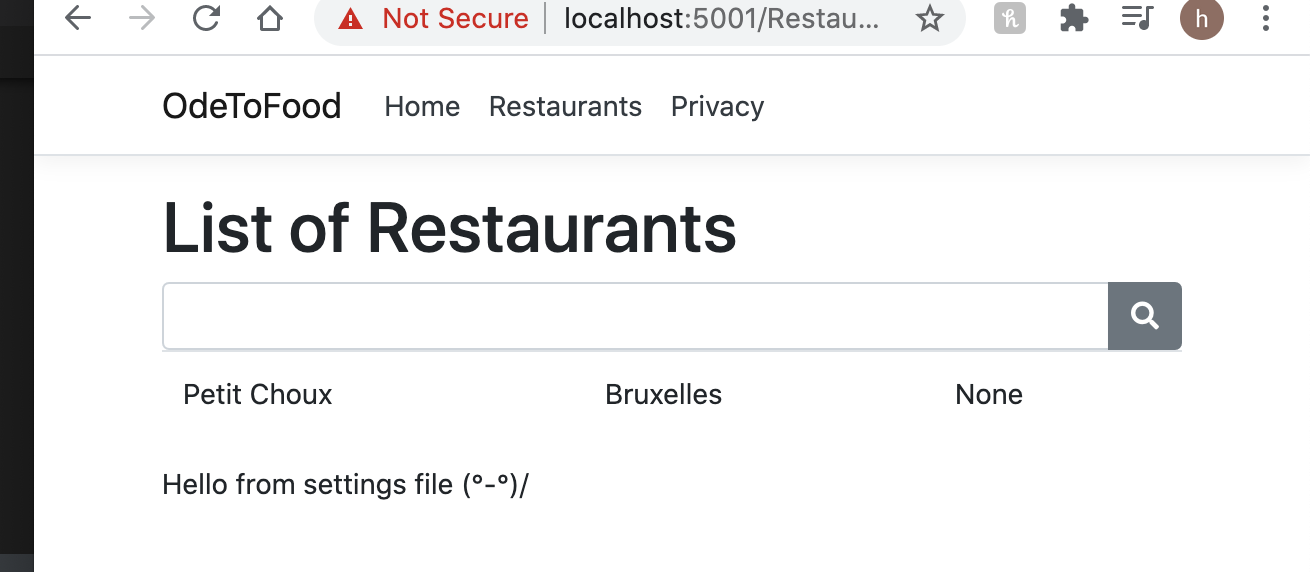 Not Secure localhost:5001/Restau... h
OdeToFood Home Restaurants Privacy
List of Restaurants
Petit Choux Bruxelles None
Hello from settings file (°-°)/